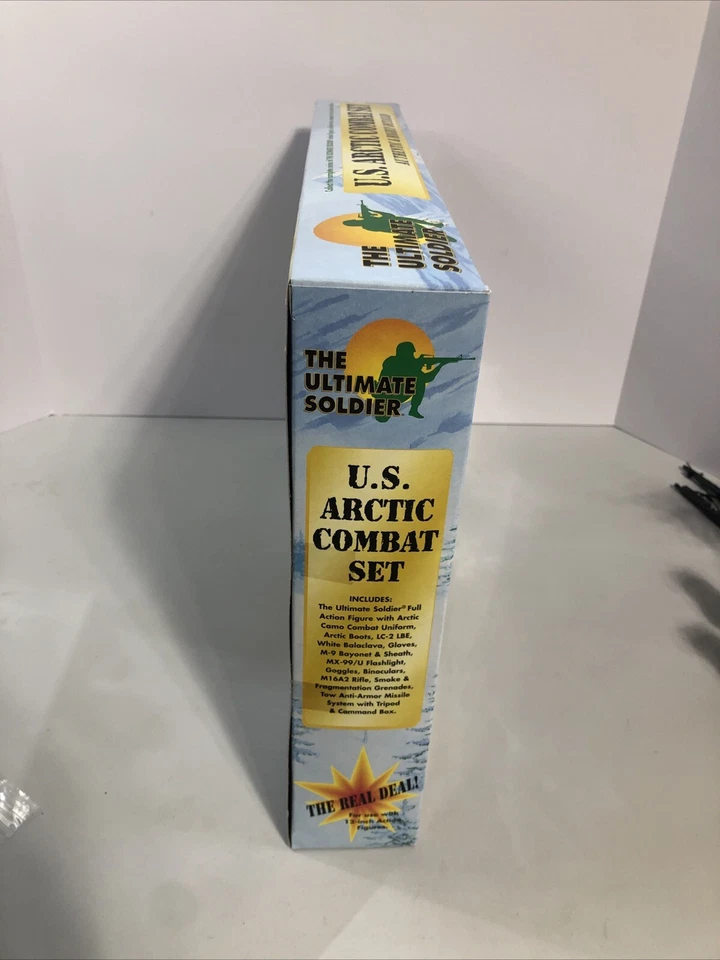 U.S. ARCTIC COMBAT SET
THE
ULTIMATE
SOLDIER
THE
ULTIMATE
SOLDIER
U.S.
ARCTIC
COMBAT
SET
INCLUDES:
The Ultimate Soldier® Full
Action Figure with Arctic
Camo Combat Uniform,
Arctic Boots, LC-2 LBE,
White Balaclava, Gloves,
M-9 Bayonet & Sheath,
MX-99/U Flashlight,
Goggles, Binoculars,
M16A2 Rifle, Smoke &
Fragmentation Grenades,
Tow Anti-Armor Missile
System with Tripod
& Command Box.
THE REAL DEAL!
For use with
12-inch Action
Figures